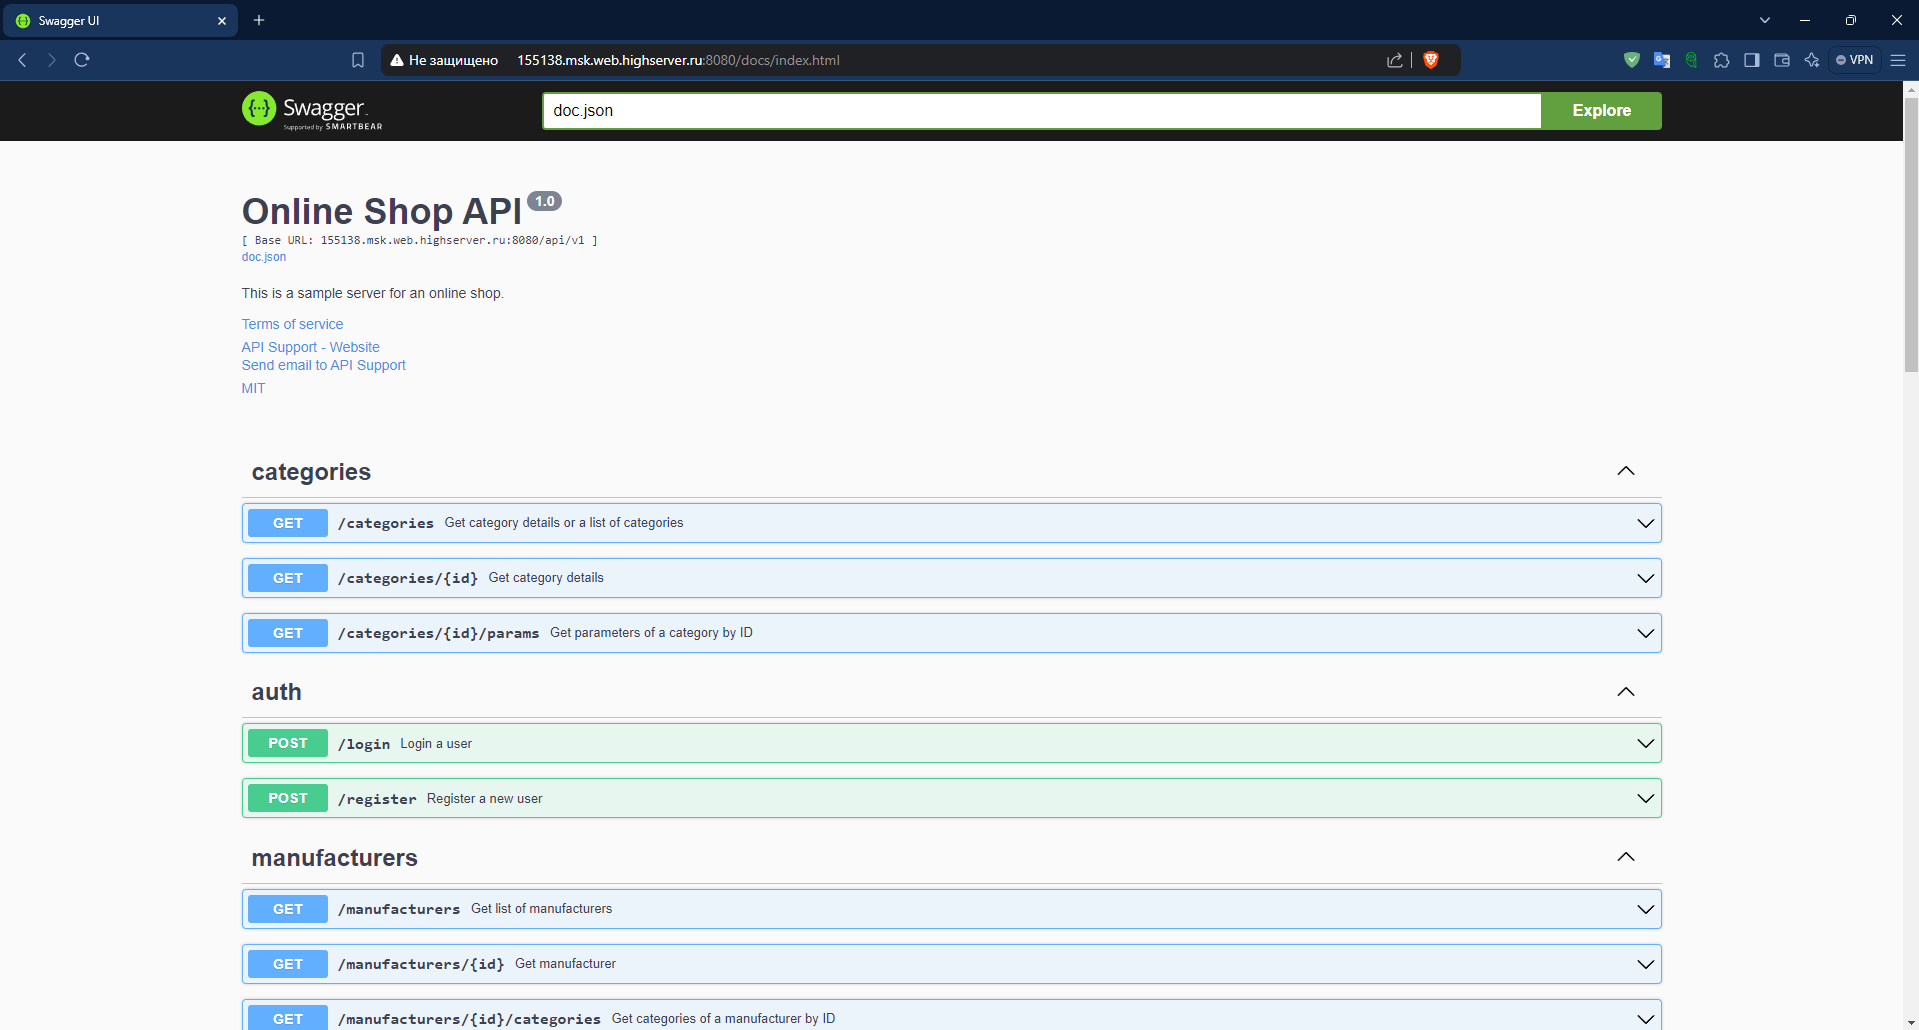 Swagger UI
Не защищено 155138.msk.web.highserver.ru:8080/docs/index.html
VPN
Swagger.
Supported by SMARTBEAR
doc.json
Explore
Online Shop API 1.0
[ Base URL: 155138.msk.web.highserver.ru:8080/api/v1 ]
doc.json
This is a sample server for an online shop.
Terms of service
API Support - Website
Send email to API Support
MIT
categories
GET /categories Get category details or a list of categories
GET /categories/{id} Get category details
GET /categories/{id}/params Get parameters of a category by ID
auth
POST /login Login a user
POST /register Register a new user
manufacturers
GET /manufacturers Get list of manufacturers
GET /manufacturers/{id} Get manufacturer
GET /manufacturers/{id}/categories Get categories of a manufacturer by ID